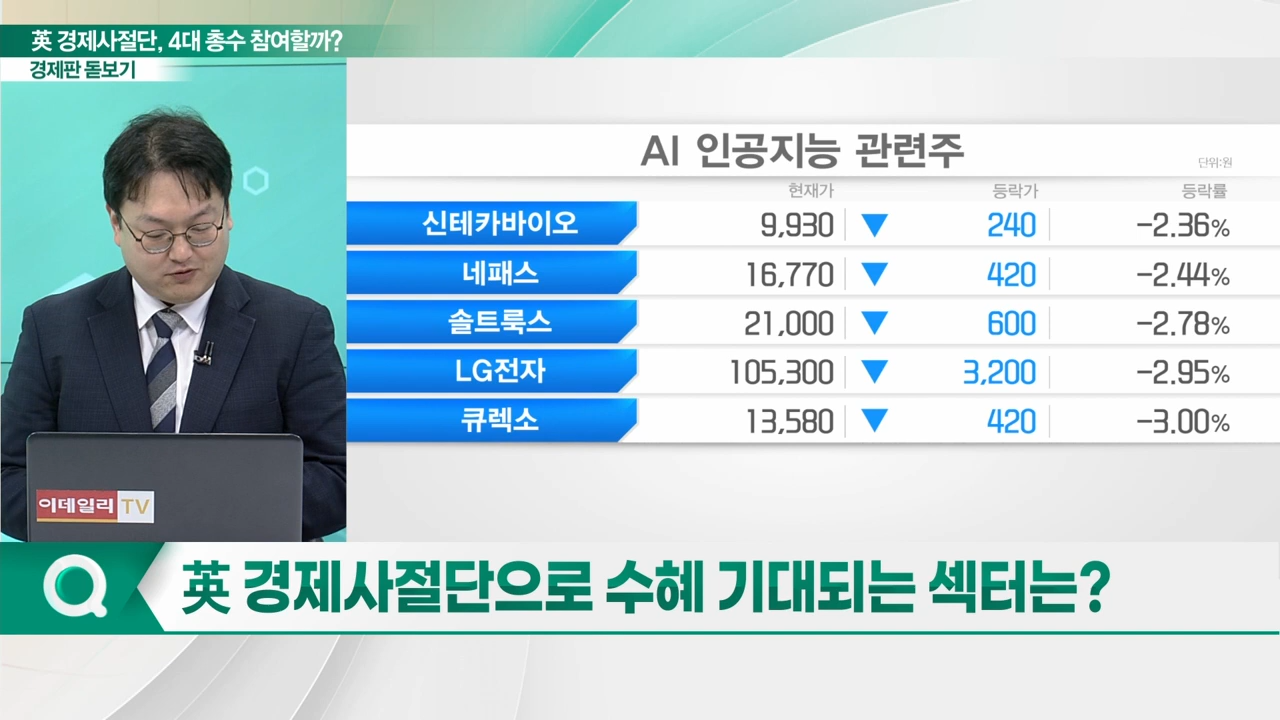 英 경제사절단, 4대 총수 참여할까?
경제판 돋보기
AI 인공지능 관련주
단위:원
현재가 등락가 등락률
신테카바이오 9,930 ▼ 240 -2.36%
네패스 16,770 ▼ 420 -2.44%
솔트룩스 21,000 ▼ 600 -2.78%
LG전자 105,300 ▼ 3,200 -2.95%
큐렉소 13,580 ▼ 420 -3.00%
이데일리 TV
英 경제사절단으로 수혜 기대되는 섹터는?